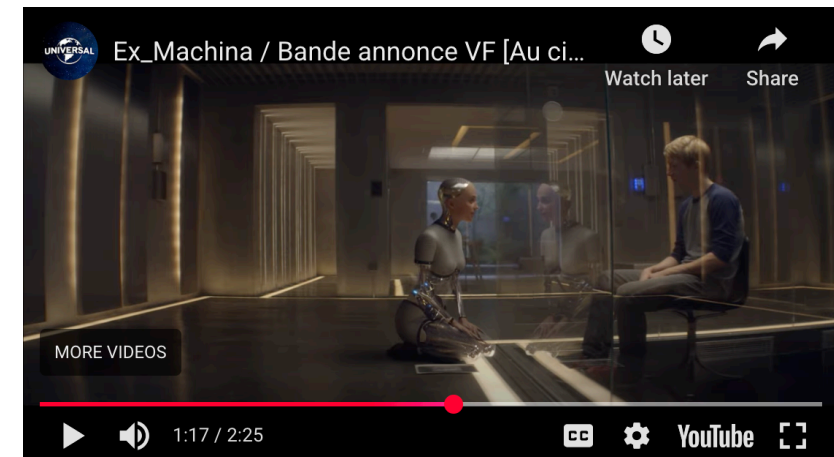 UNIVERSAL
Ex_Machina / Bande annonce VF [Au ci...
Watch later
Share
MORE VIDEOS
1:17 / 2:25
CC
YouTube